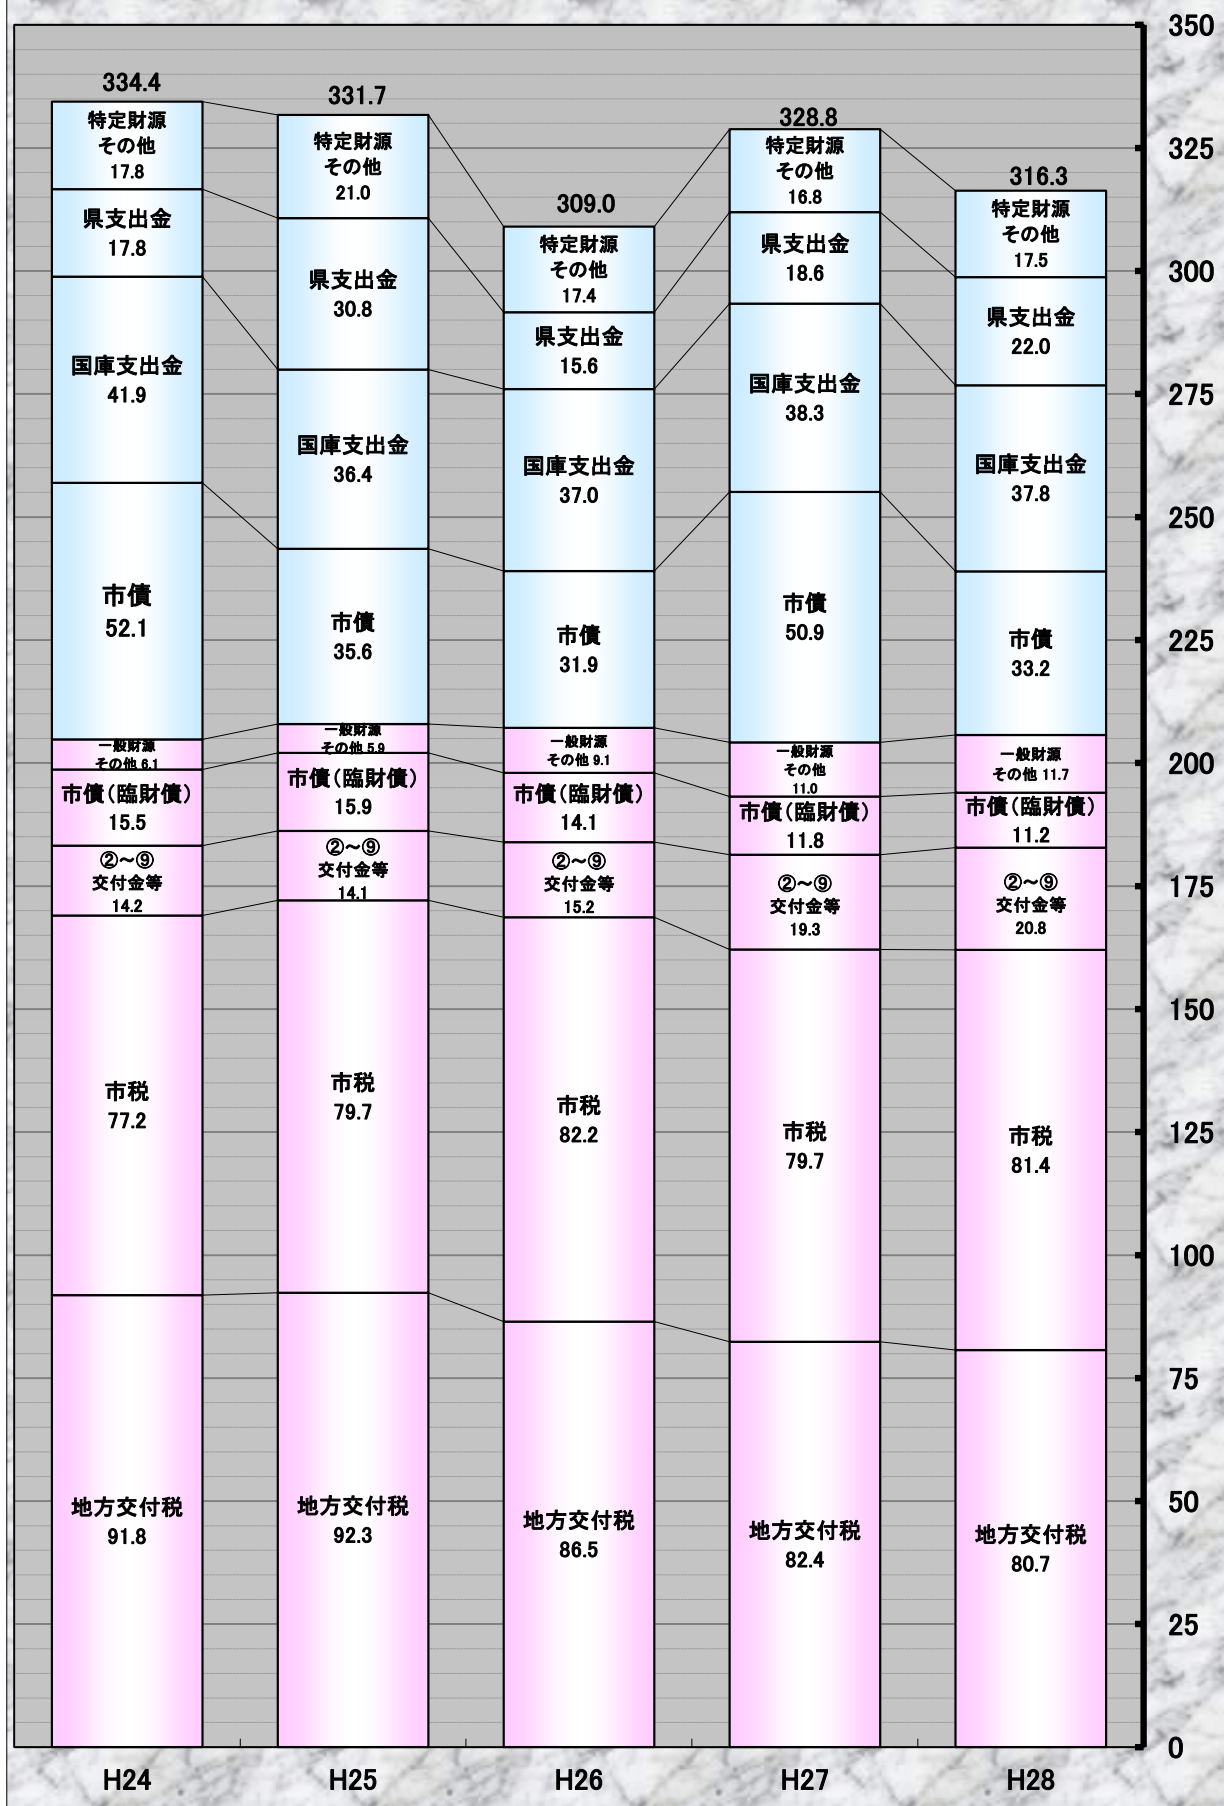 334.4
特定財源
その他
17.8
県支出金
17.8
国庫支出金
41.9
市債
52.1
一般財源
その他 6.1
市債(臨財債)
15.5
②～⑨
交付金等
14.2
市税
77.2
地方交付税
91.8
H24
331.7
特定財源
その他
21.0
県支出金
30.8
国庫支出金
36.4
市債
35.6
一般財源
その他 5.9
市債(臨財債)
15.9
②～⑨
交付金等
14.1
市税
79.7
地方交付税
92.3
H25
309.0
特定財源
その他
17.4
県支出金
15.6
国庫支出金
37.0
市債
31.9
一般財源
その他 9.1
市債(臨財債)
14.1
②～⑨
交付金等
15.2
市税
82.2
地方交付税
86.5
H26
328.8
特定財源
その他
16.8
県支出金
18.6
国庫支出金
38.3
市債
50.9
一般財源
その他
11.0
市債(臨財債)
11.8
②～⑨
交付金等
19.3
市税
79.7
地方交付税
82.4
H27
316.3
特定財源
その他
17.5
県支出金
22.0
国庫支出金
37.8
市債
33.2
一般財源
その他 11.7
市債(臨財債)
11.2
②～⑨
交付金等
20.8
市税
81.4
地方交付税
80.7
H28
350
325
300
275
250
225
200
175
150
125
100
75
50
25
0